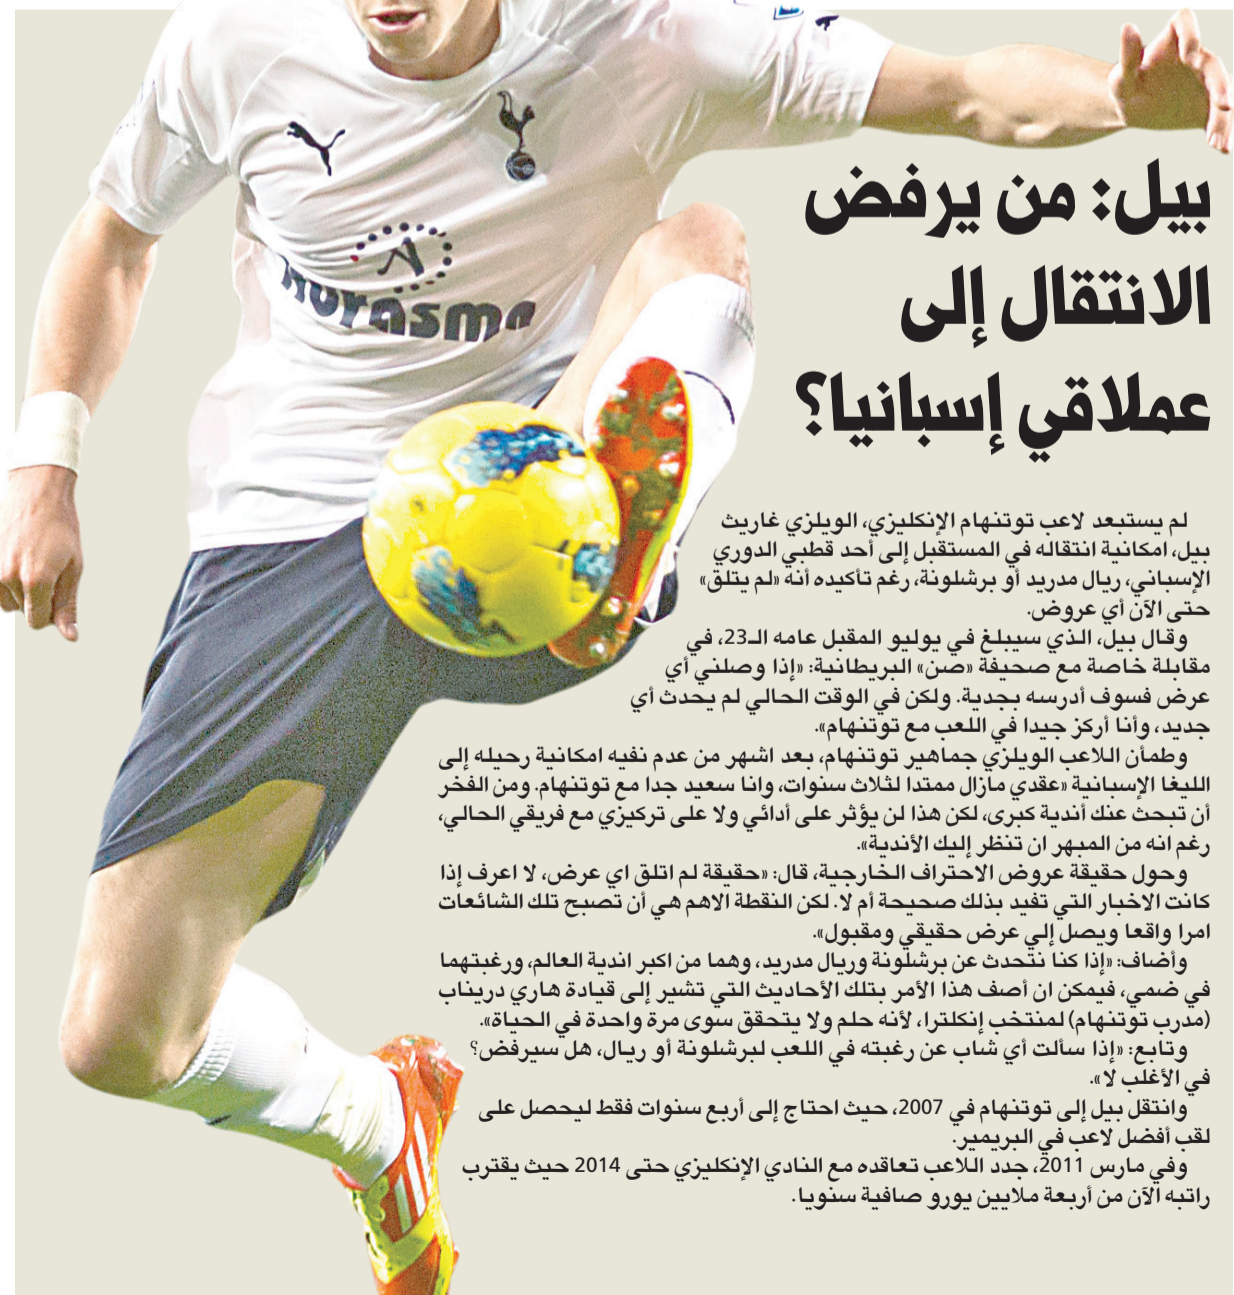 Aurasma
بيل: من يرفض
الانتقال إلى
عملاقي إسبانيا؟
لم يستبعد لاعب توتنهام الإنكليزي، الويلزي غاريث
بيل، امكانية انتقاله في المستقبل إلى أحد قطبي الدوري
الإسباني، ريال مدريد أو برشلونة، رغم تأكيده أنه «لم يتلق»
حتى الآن أي عروض.
وقال بيل، الذي سيبلغ في يوليو المقبل عامه الـ23، في
مقابلة خاصة مع صحيفة «صن» البريطانية: «إذا وصلني أي
عرض فسوف أدرسه بجدية. ولكن في الوقت الحالي لم يحدث أي
جديد، وأنا أركز جيدا في اللعب مع توتنهام».
وطمأن اللاعب الويلزي جماهير توتنهام، بعد اشهر من عدم نفيه امكانية رحيله إلى
الليغا الإسبانية «عقدي مازال ممتدا لثلاث سنوات، وانا سعيد جدا مع توتنهام. ومن الفخر
أن تبحث عنك أندية كبرى، لكن هذا لن يؤثر على أدائي ولا على تركيزي مع فريقي الحالي،
رغم انه من المبهر ان تنظر إليك الأندية».
وحول حقيقة عروض الاحتراف الخارجية، قال: «حقيقة لم اتلق اي عرض، لا اعرف إذا
كانت الاخبار التي تفيد بذلك صحيحة أم لا. لكن النقطة الاهم هي أن تصبح تلك الشائعات
امرا واقعا ويصل إلي عرض حقيقي ومقبول».
وأضاف: «إذا كنا نتحدث عن برشلونة وريال مدريد، وهما من اكبر اندية العالم، ورغبتهما
في ضمي، فيمكن ان أصف هذا الأمر بتلك الأحاديث التي تشير إلى قيادة هاري دريناب
(مدرب توتنهام) لمنتخب إنكلترا، لأنه حلم ولا يتحقق سوى مرة واحدة في الحياة».
وتابع: «إذا سألت أي شاب عن رغبته في اللعب لبرشلونة أو ريال، هل سيرفض؟
في الأغلب لا».
وانتقل بيل إلى توتنهام في 2007، حيث احتاج إلى أربع سنوات فقط ليحصل على
لقب أفضل لاعب في البريمير.
وفي مارس 2011، جدد اللاعب تعاقده مع النادي الإنكليزي حتى 2014 حيث يقترب
راتبه الآن من أربعة ملايين يورو صافية سنويا.